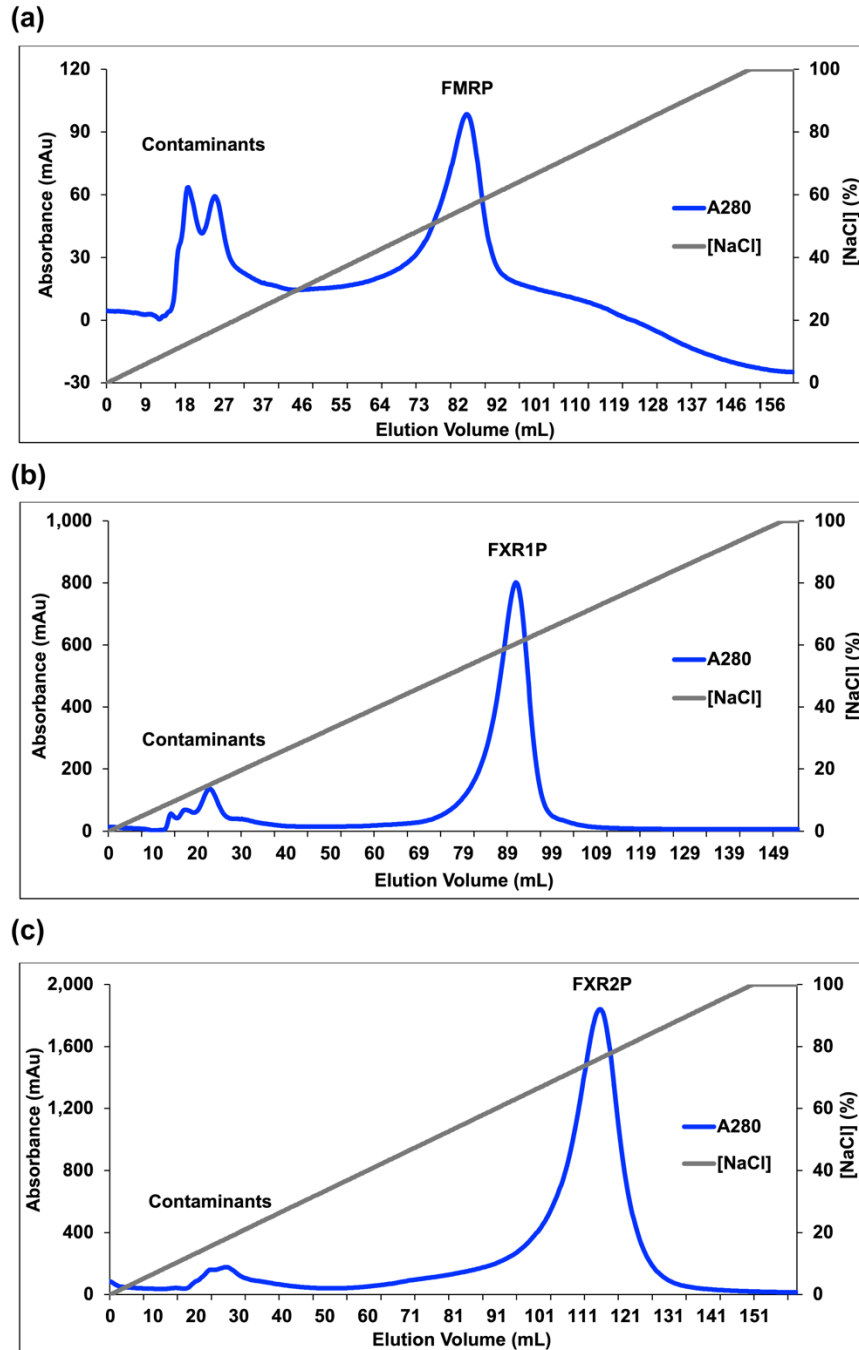 (a)
120
90
60
30
0
-30
Absorbance (mAu)
Contaminants
FMRP
A280
[NaCl]
100
80
60
40
20
0
[NaCl] (%)
0 9 18 27 37 46 55 64 73 82 92 101 110 119 128 137 146 156
Elution Volume (mL)
(b)
1,000
800
600
400
200
0
Absorbance (mAu)
Contaminants
FXR1P
A280
[NaCl]
100
80
60
40
20
0
[NaCl] (%)
0 10 20 30 40 50 60 70 79 89 99 109 119 129 139 149
Elution Volume (mL)
(c)
2,000
1,600
1,200
800
400
0
Absorbance (mAu)
Contaminants
FXR2P
A280
[NaCl]
100
80
60
40
20
0
[NaCl] (%)
0 10 20 30 40 50 61 71 81 91 101 111 121 131 141 151
Elution Volume (mL)